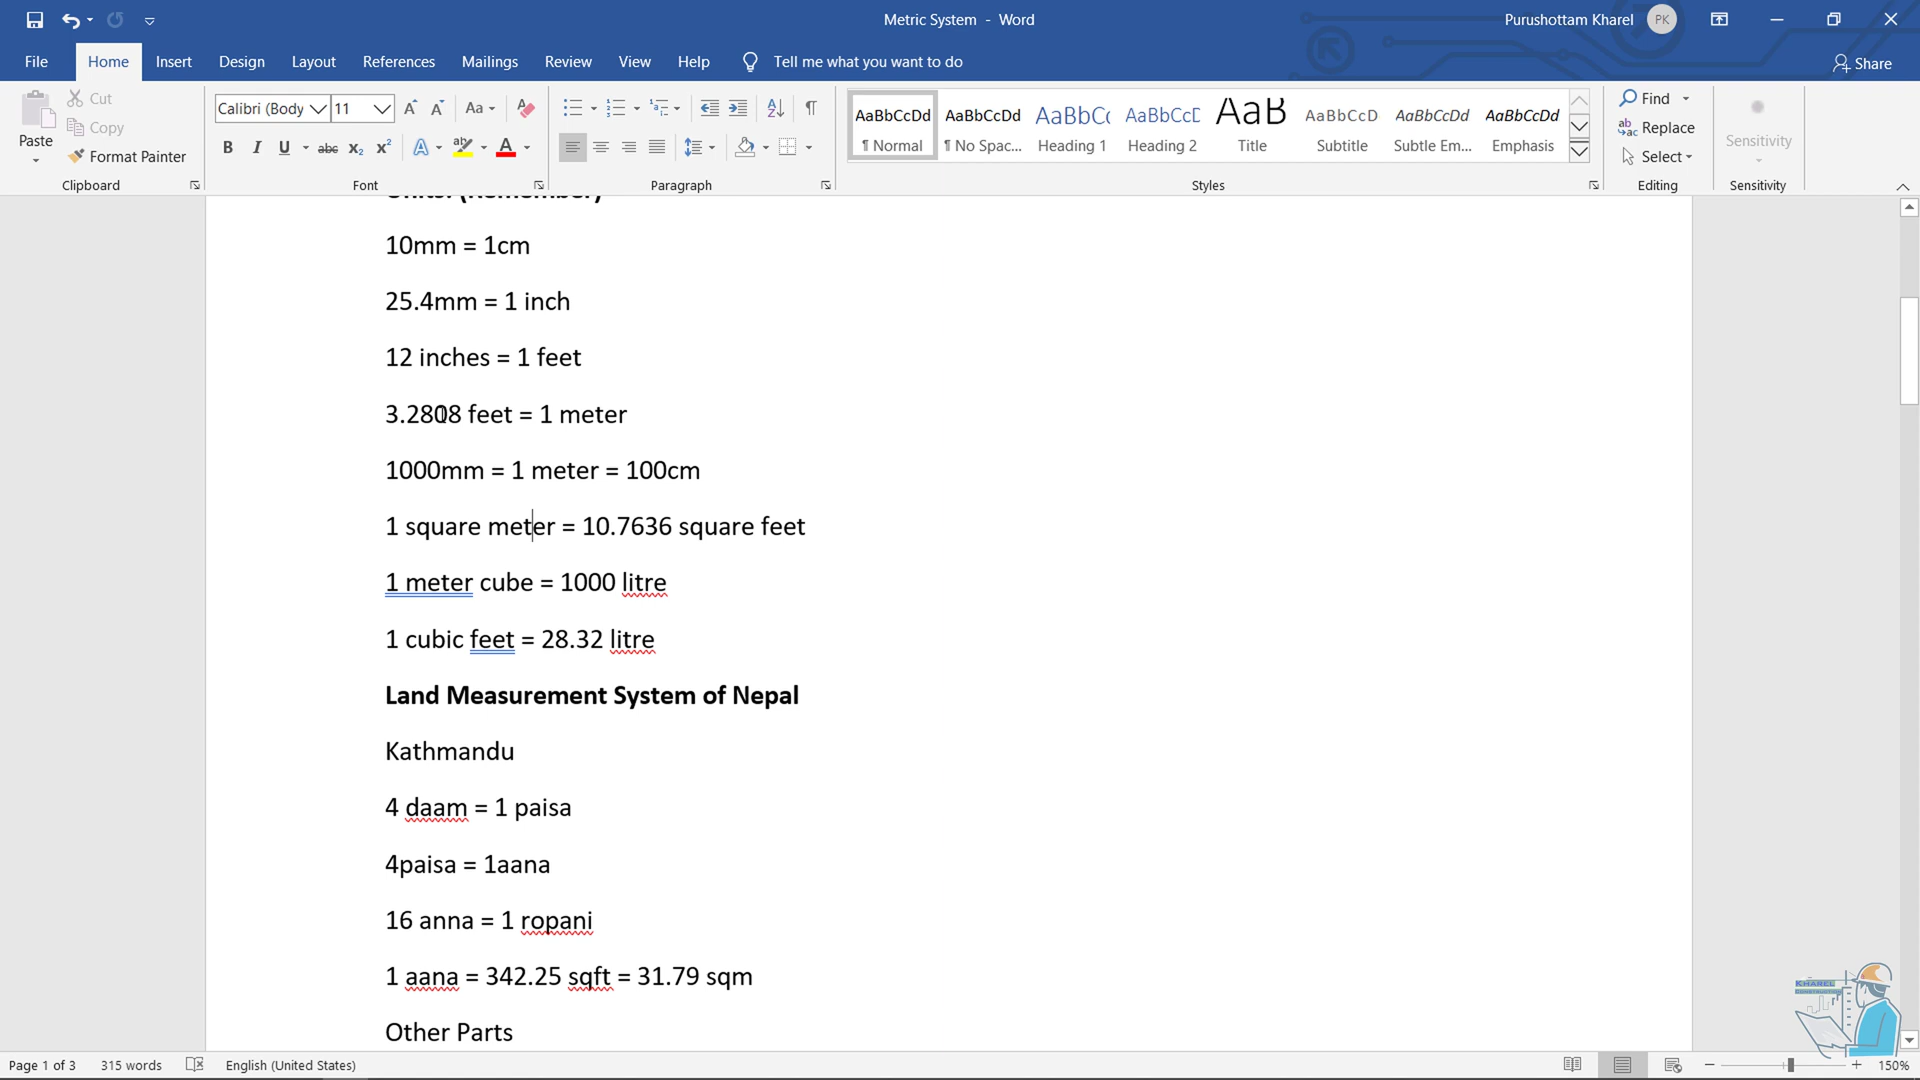 Metric System - Word
Purushottam Kharel
PK
File
Home
Insert
Design
Layout
References
Mailings
Review
View
Help
Tell me what you want to do
Share
Paste
Cut
Copy
Format Painter
Clipboard
Calibri (Body
11
Font
Paragraph
AaBbCcDd
¶ Normal
AaBbCcDd
¶ No Spac...
AaBbC
Heading 1
AaBbCc
Heading 2
AaB
Title
AaBbCcD
Subtitle
AaBbCcDd
Subtle Em...
AaBbCcDd
Emphasis
Styles
Find
Replace
Select
Editing
Sensitivity
Sensitivity
Units: (Remember)
10mm = 1cm
25.4mm = 1 inch
12 inches = 1 feet
3.2808 feet = 1 meter
1000mm = 1 meter = 100cm
1 square meter = 10.7636 square feet
1 meter cube = 1000 litre
1 cubic feet = 28.32 litre
Land Measurement System of Nepal
Kathmandu
4 daam = 1 paisa
4paisa = 1aana
16 anna = 1 ropani
1 aana = 342.25 sqft = 31.79 sqm
Other Parts
KHAREL
CONSTRUCTION
Page 1 of 3
315 words
English (United States)
150%